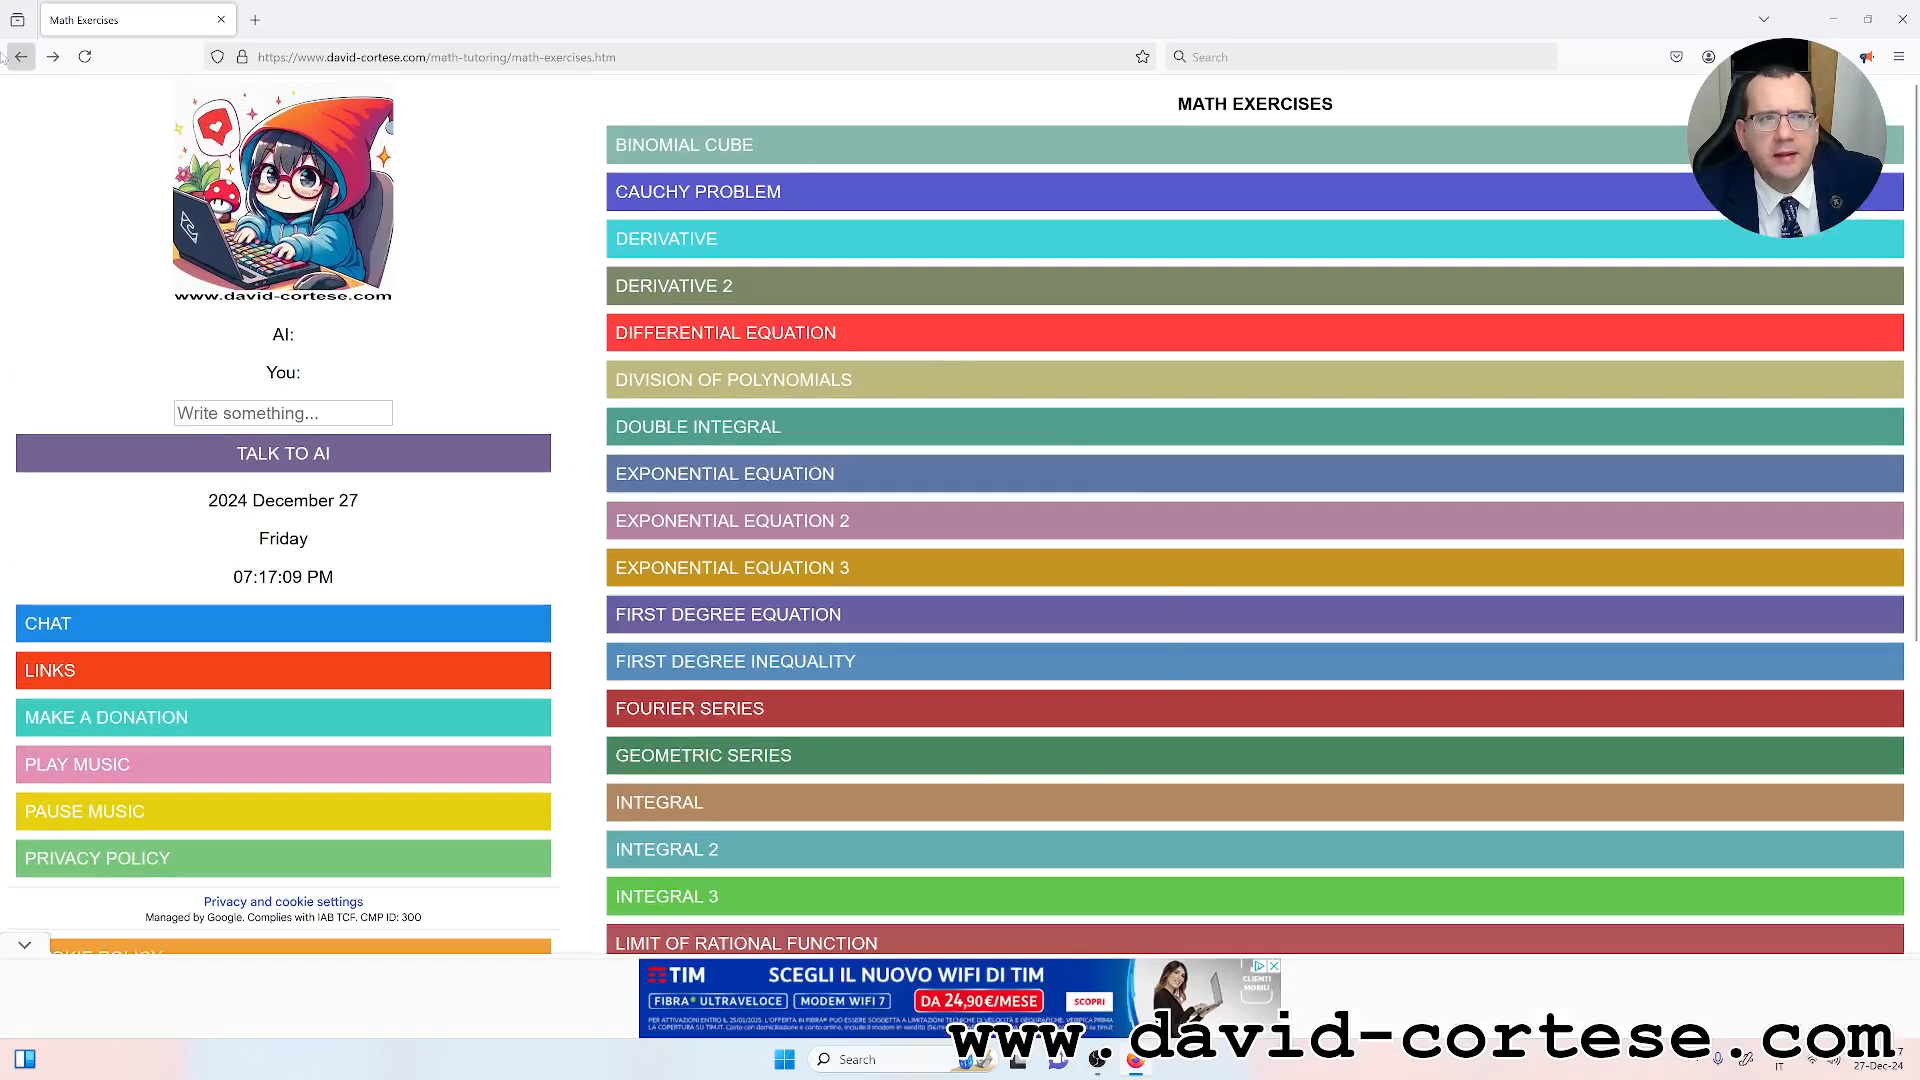 Math Exercises
https://www.david-cortese.com/math-tutoring/math-exercises.htm
Search
www.david-cortese.com
AI:
You:
Write something...
TALK TO AI
2024 December 27
Friday
07:17:09 PM
CHAT
LINKS
MAKE A DONATION
PLAY MUSIC
PAUSE MUSIC
PRIVACY POLICY
Privacy and cookie settings
Managed by Google. Complies with IAB TCF. CMP ID: 300
MATH EXERCISES
BINOMIAL CUBE
CAUCHY PROBLEM
DERIVATIVE
DERIVATIVE 2
DIFFERENTIAL EQUATION
DIVISION OF POLYNOMIALS
DOUBLE INTEGRAL
EXPONENTIAL EQUATION
EXPONENTIAL EQUATION 2
EXPONENTIAL EQUATION 3
FIRST DEGREE EQUATION
FIRST DEGREE INEQUALITY
FOURIER SERIES
GEOMETRIC SERIES
INTEGRAL
INTEGRAL 2
INTEGRAL 3
LIMIT OF RATIONAL FUNCTION
TIM
SCEGLI IL NUOVO WIFI DI TIM
FIBRA ULTRAVELOCE
MODEM WIFI 7
DA 24,90€/MESE
SCOPRI
CLIENTI
MOBILI
www.david-cortese.com
Search
IT
27-Dec-24